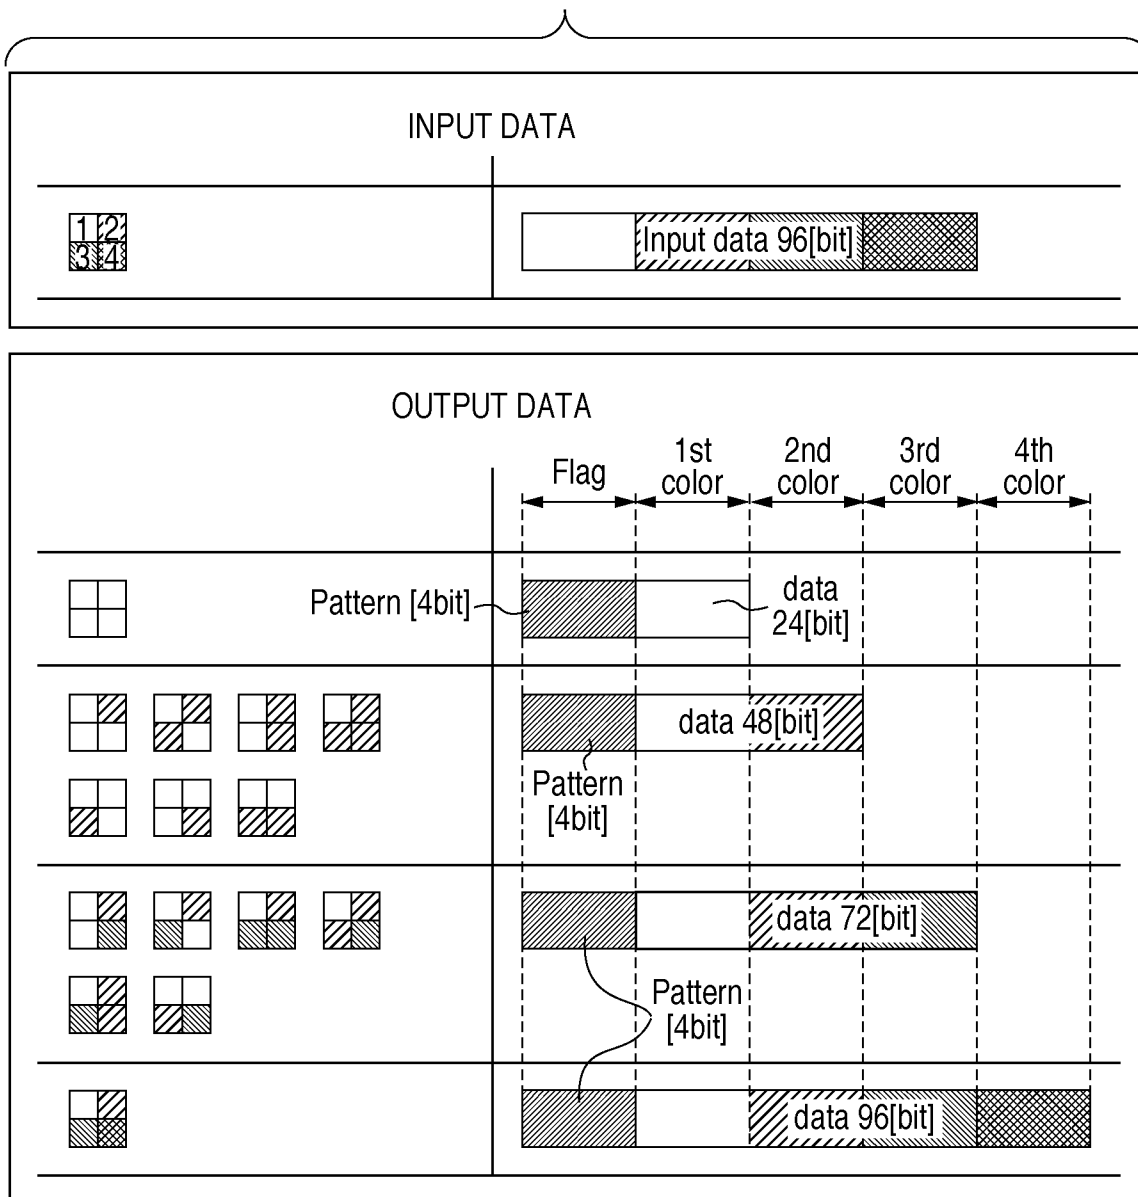 INPUT DATA
1 2
3 4
Input data 96[bit]
OUTPUT DATA
Flag
1st
color
2nd
color
3rd
color
4th
color
Pattern [4bit]
data
24[bit]
data 48[bit]
Pattern
[4bit]
data 72[bit]
Pattern
[4bit]
data 96[bit]